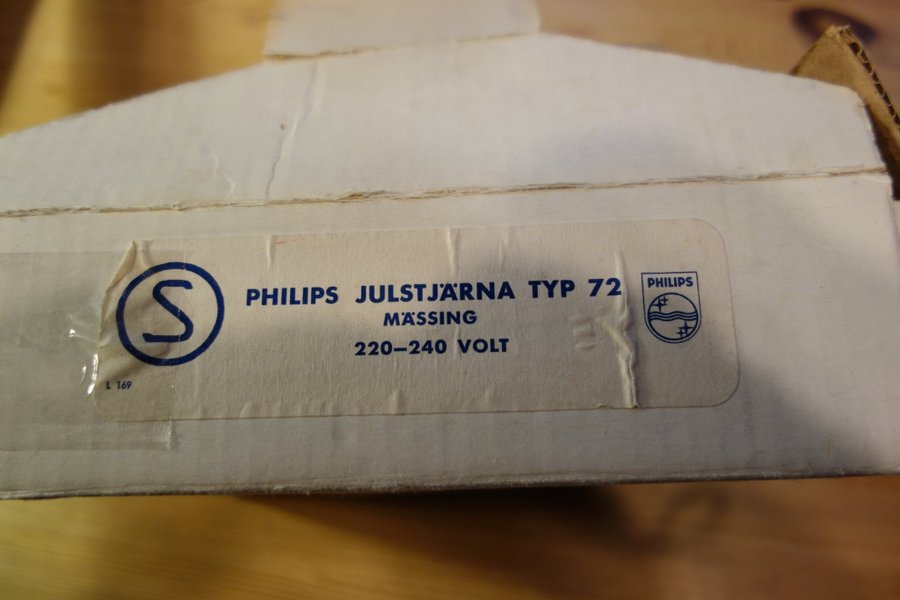 S
PHILIPS JULSTJÄRNA TYP 72
MÄSSING
220–240 VOLT
L 169
PHILIPS